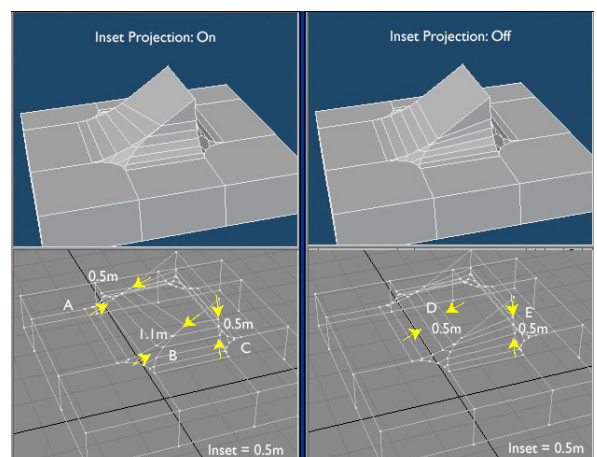 Inset Projection: On
Inset Projection: Off
0.5m
A
1.1m
0.5m
B
C
Inset = 0.5m
D
E
0.5m
0.5m
Inset = 0.5m